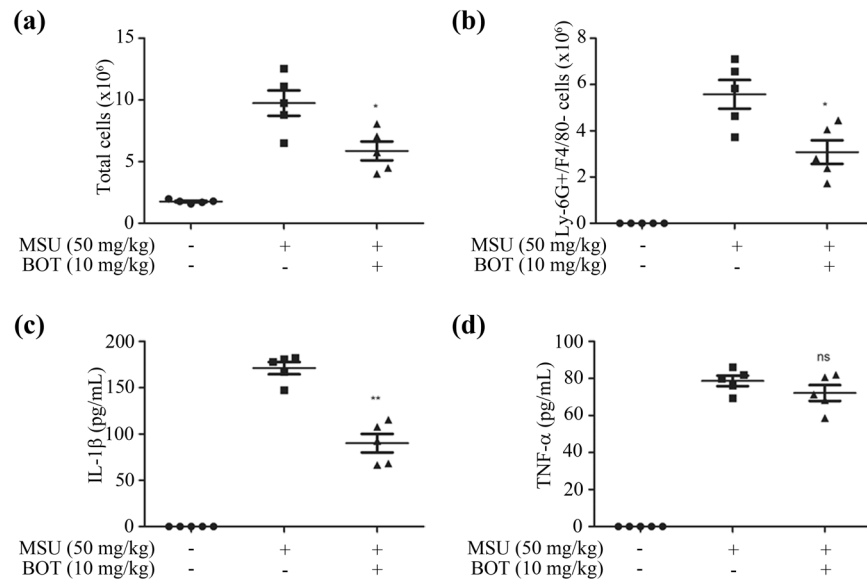 (a)
Total cells (x10⁶)
15
10
5
0
*
MSU (50 mg/kg) - + +
BOT (10 mg/kg) - - +
(b)
Ly-6G+/F4/80- cells (x10⁶)
8
6
4
2
0
*
MSU (50 mg/kg) - + +
BOT (10 mg/kg) - - +
(c)
IL-1β (pg/mL)
200
150
100
50
0
**
MSU (50 mg/kg) - + +
BOT (10 mg/kg) - - +
(d)
TNF-α (pg/mL)
100
80
60
40
20
0
ns
MSU (50 mg/kg) - + +
BOT (10 mg/kg) - - +